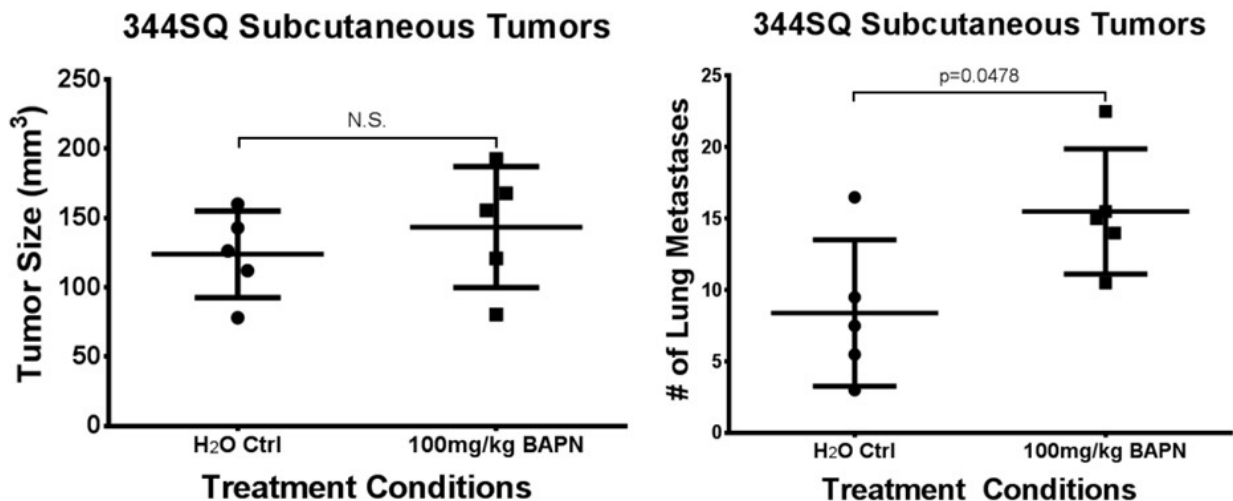 344SQ Subcutaneous Tumors
Tumor Size (mm³)
250
200
150
100
50
0
N.S.
H₂O Ctrl
100mg/kg BAPN
Treatment Conditions
344SQ Subcutaneous Tumors
# of Lung Metastases
25
20
15
10
5
0
p=0.0478
H₂O Ctrl
100mg/kg BAPN
Treatment Conditions